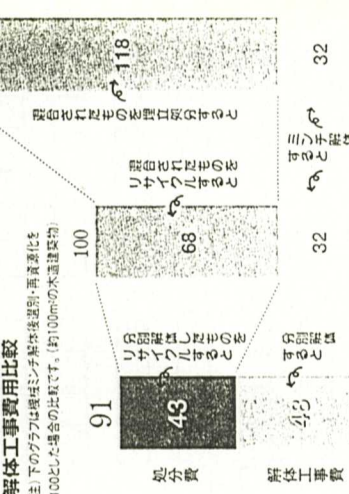 解体工事費用比較
(注) 下のグラフは機械ミンチ解体後選別・再資源化を
100とした場合の比較です。(約100m²の木造建築物)
91
100
処分費
43
分別解体したものを
リサイクルすると
68
混合されたものを
リサイクルすると
混合されたものを埋立処分すると
118
解体工事費
48
分別解体
すると
32
ミンチ解体
すると
32